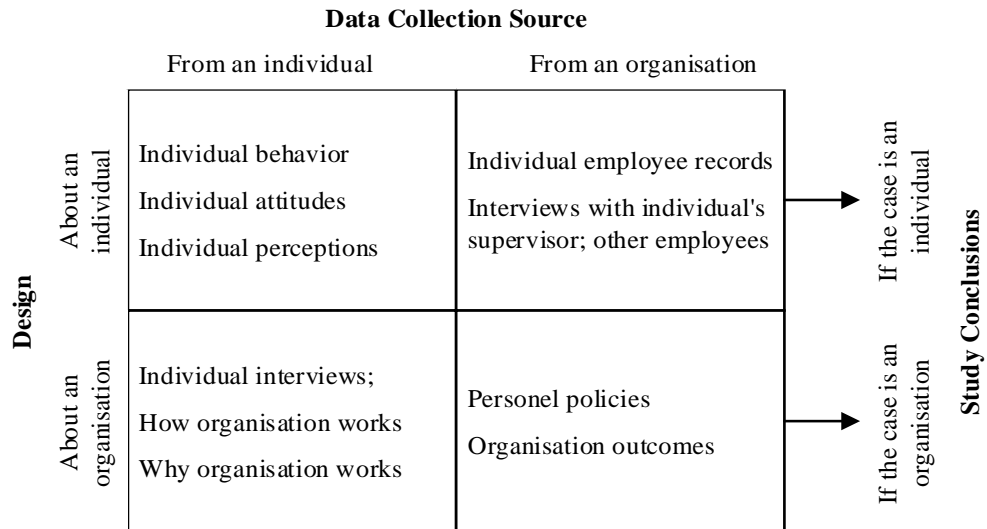 Data Collection Source
From an individual
From an organisation
Design
About an
individual
Individual behavior
Individual attitudes
Individual perceptions
Individual employee records
Interviews with individual's
supervisor; other employees
If the case is an
individual
About an
organisation
Individual interviews;
How organisation works
Why organisation works
Personel policies
Organisation outcomes
If the case is an
organisation
Study Conclusions